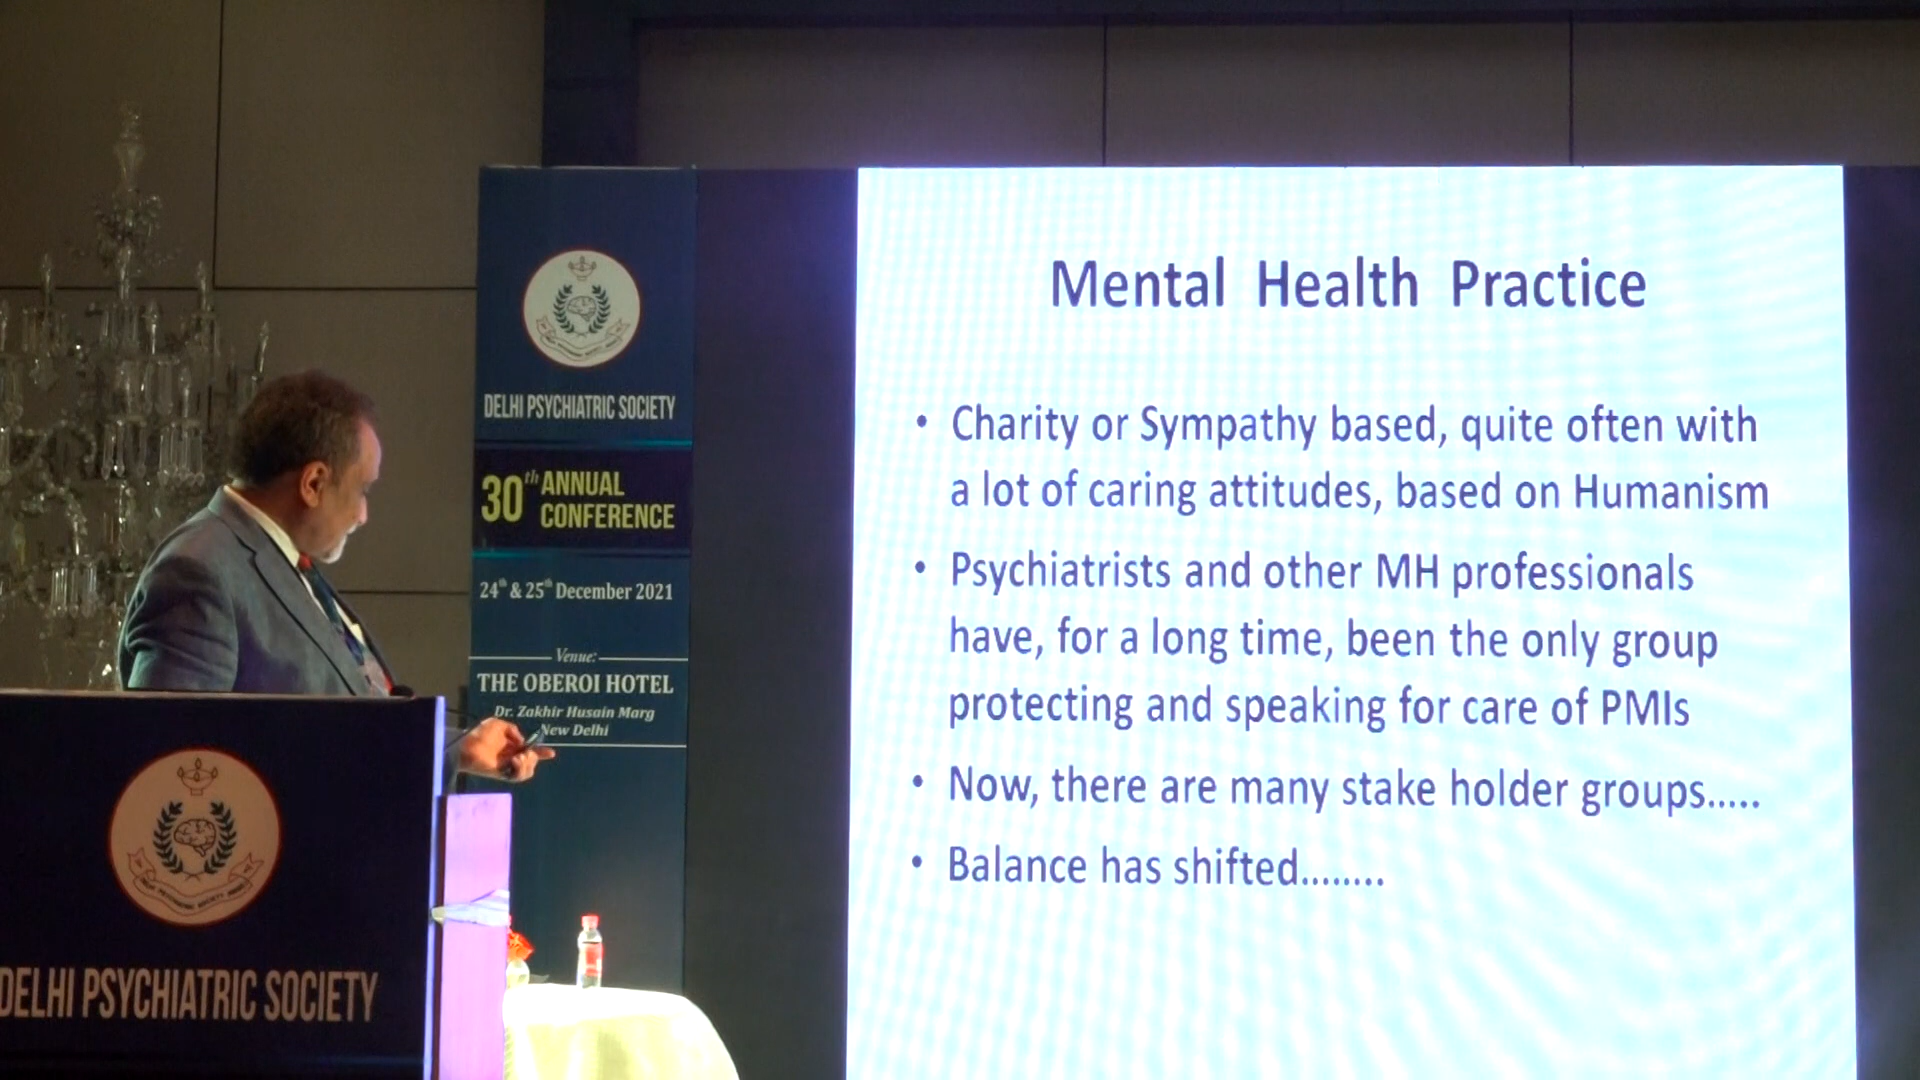 DELHI PSYCHIATRIC SOCIETY
30th ANNUAL
CONFERENCE
24th & 25th December 2021
Venue:
THE OBEROI HOTEL
Dr. Zakhir Husain Marg
New Delhi
DELHI PSYCHIATRIC SOCIETY
Mental Health Practice
• Charity or Sympathy based, quite often with
a lot of caring attitudes, based on Humanism
• Psychiatrists and other MH professionals
have, for a long time, been the only group
protecting and speaking for care of PMIs
• Now, there are many stake holder groups.....
• Balance has shifted........